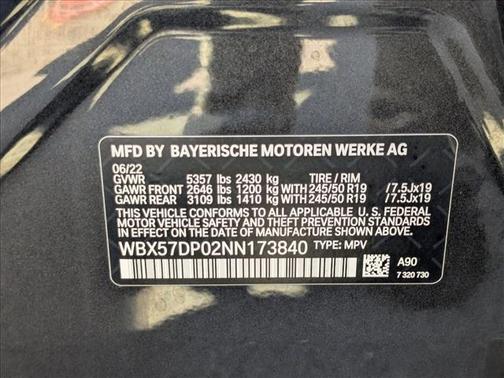 MFD BY BAYERISCHE MOTOREN WERKE AG
06/22
GVWR 5357 lbs 2430 kg TIRE / RIM
GAWR FRONT 2646 lbs 1200 kg WITH 245/50 R19 /7.5Jx19
GAWR REAR 3109 lbs 1410 kg WITH 245/50 R19 /7.5Jx19
THIS VEHICLE CONFORMS TO ALL APPLICABLE U. S. FEDERAL
MOTOR VEHICLE SAFETY, BUMPER, AND THEFT PREVENTION
STANDARDS IN EFFECT ON THE DATE OF MANUFACTURE SHOWN ABOVE.
WBX57DP02NN173840 TYPE: MPV
A90
7 320 730